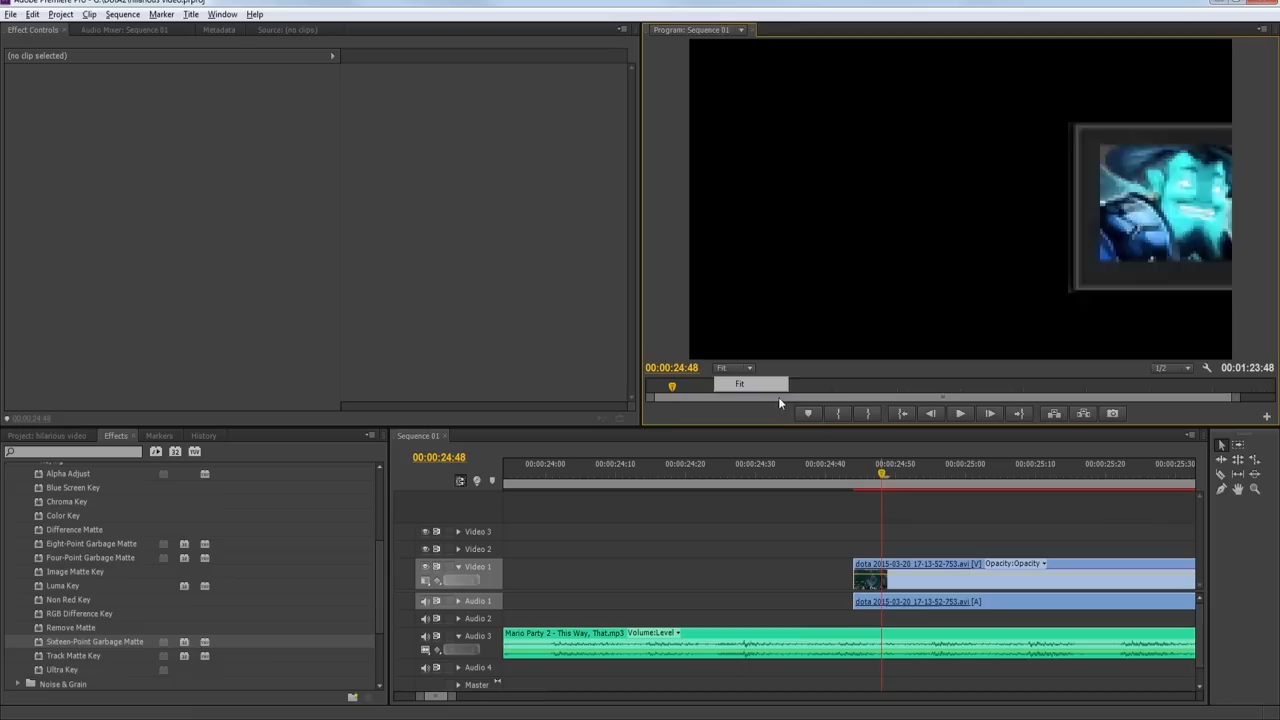 Adobe Premiere Pro - G:\Dota2\hilarious video.prproj
File Edit Project Clip Sequence Marker Title Window Help
Effect Controls Audio Mixer: Sequence 01 Metadata Source: (no clips)
Program: Sequence 01
(no clip selected)
00:00:24:48 Fit 1/2 00:01:23:48
Fit
00:00:24:48
Project: hilarious video Effects Markers History
Sequence 01
00:00:24:48
00:00:24:00 00:00:24:10 00:00:24:20 00:00:24:30 00:00:24:40 00:00:24:50 00:00:25:00 00:00:25:10 00:00:25:20 00:00:25:30
Alpha Adjust
Blue Screen Key
Chroma Key
Color Key
Difference Matte
Eight-Point Garbage Matte
Four-Point Garbage Matte
Image Matte Key
Luma Key
Non Red Key
RGB Difference Key
Remove Matte
Sixteen-Point Garbage Matte
Track Matte Key
Ultra Key
Noise & Grain
Video 3
Video 2
Video 1 dota 2015-03-20 17-13-52-753.avi [V] Opacity:Opacity
Audio 1 dota 2015-03-20 17-13-52-753.avi [A]
Audio 2
Audio 3 Mario Party 2 - This Way, That.mp3 Volume:Level
Audio 4
Master